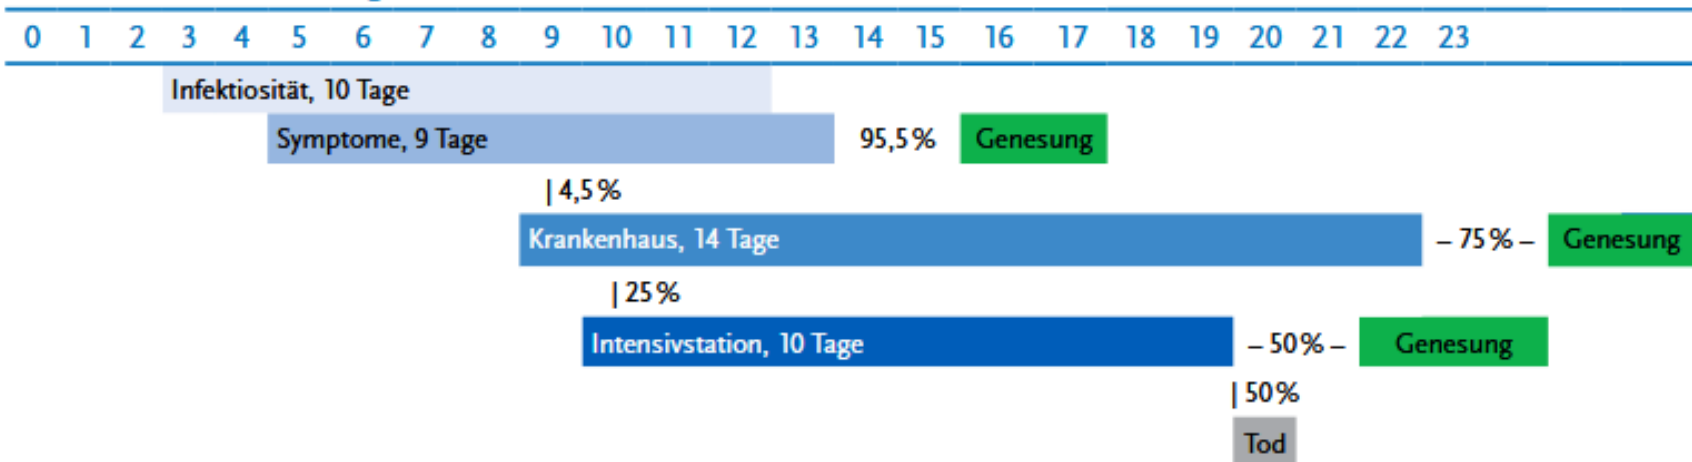 0 1 2 3 4 5 6 7 8 9 10 11 12 13 14 15 16 17 18 19 20 21 22 23
Infektiosität, 10 Tage
Symptome, 9 Tage 95,5 % Genesung
| 4,5 %
Krankenhaus, 14 Tage – 75 % – Genesung
| 25 %
Intensivstation, 10 Tage – 50 % – Genesung
| 50 %
Tod